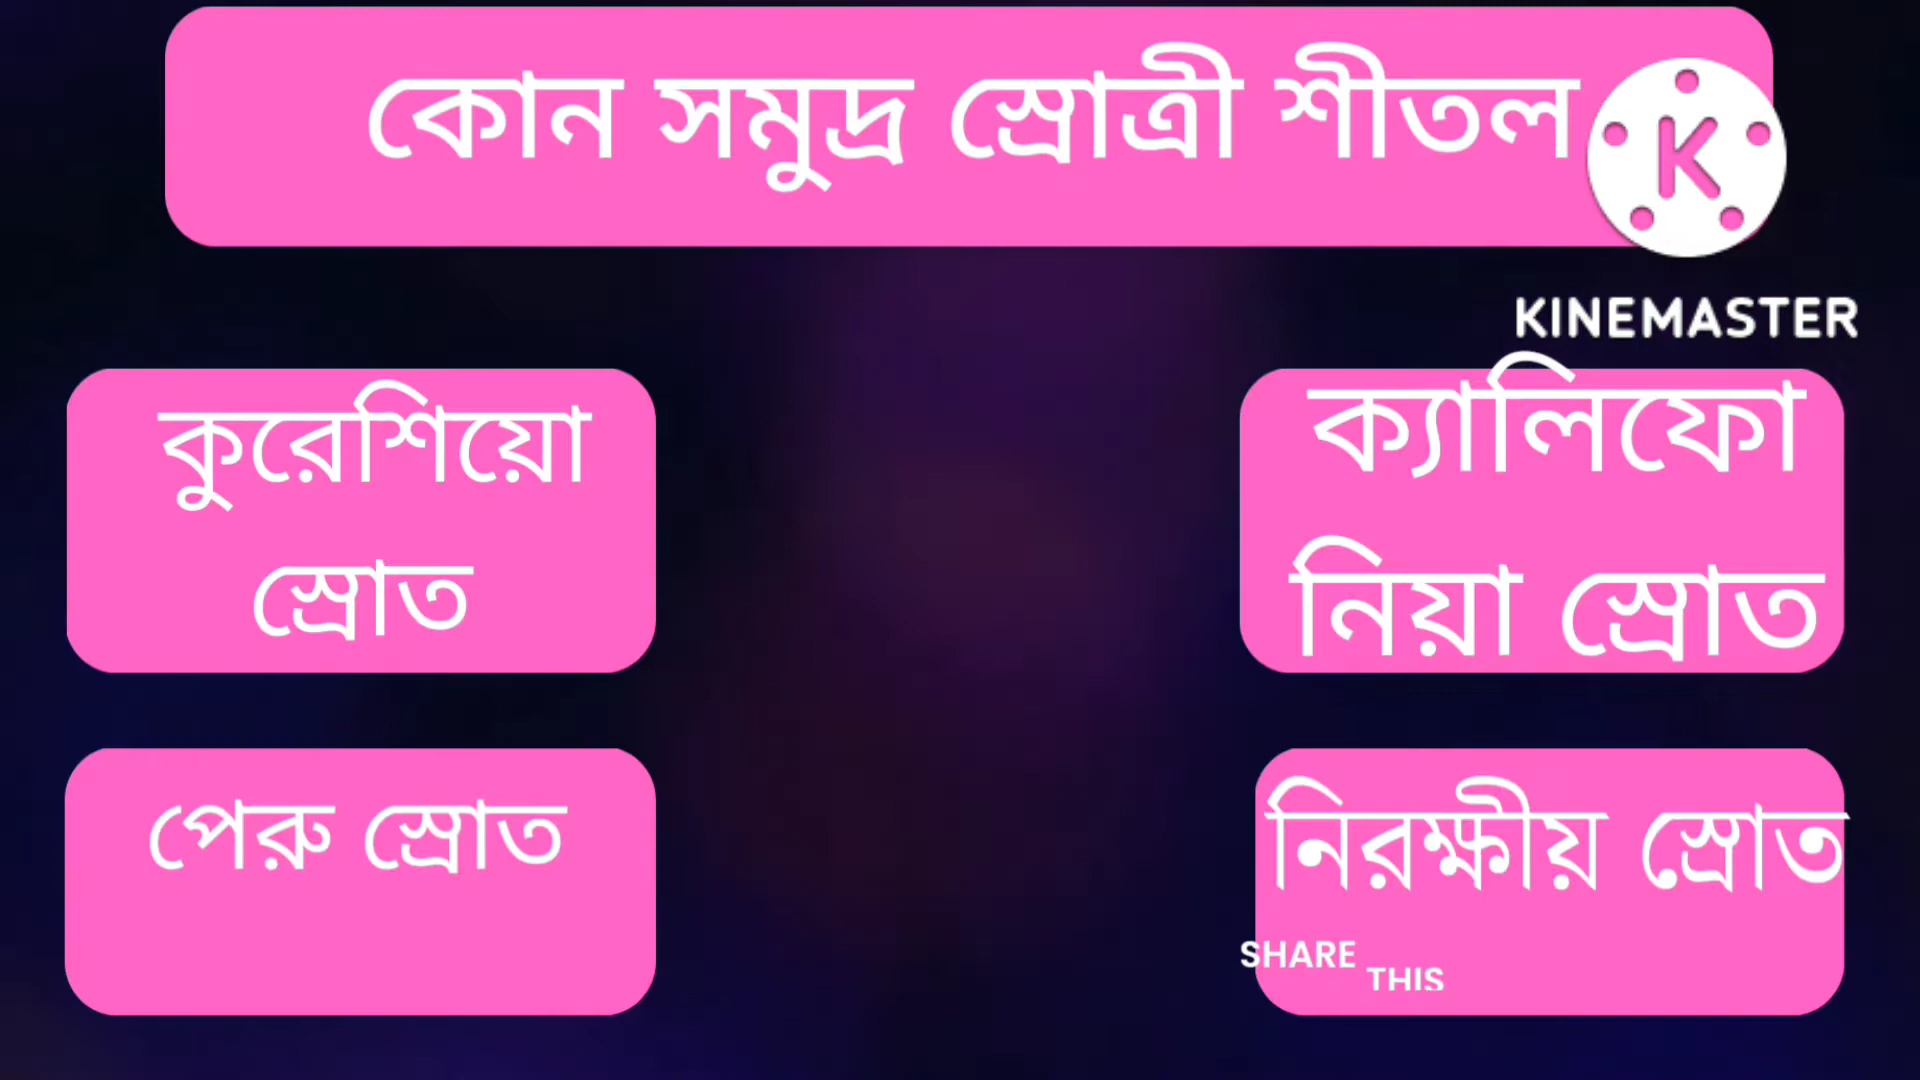 কোন সমুদ্র স্রোত্রী শীতল
K
KINEMASTER
কুরেশিয়ো
স্রোত
ক্যালিফো
নিয়া স্রোত
পেরু স্রোত
নিরক্ষীয় স্রোত
SHARE
THIS